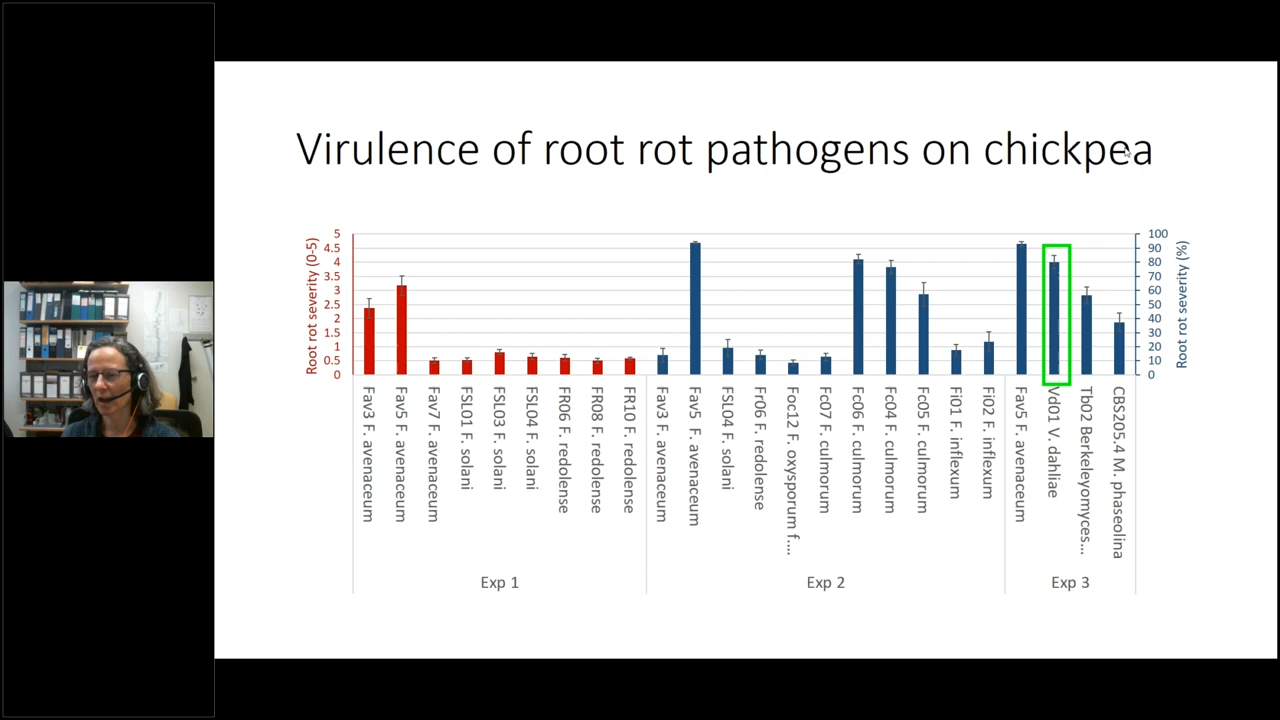 Virulence of root rot pathogens on chickpea
Root rot severity (0-5)
5
4.5
4
3.5
3
2.5
2
1.5
1
0.5
0
100
90
80
70
60
50
40
30
20
10
0
Root rot severity (%)
Fav3 F. avenaceum
Fav5 F. avenaceum
Fav7 F. avenaceum
FSL01 F. solani
FSL03 F. solani
FSL04 F. solani
FR06 F. redolense
FR08 F. redolense
FR10 F. redolense
Fav3 F. avenaceum
Fav5 F. avenaceum
FSL04 F. solani
Fr06 F. redolense
Foc12 F. oxysporum f....
Fc07 F. culmorum
Fc06 F. culmorum
Fc04 F. culmorum
Fc05 F. culmorum
Fi01 F. inflexum
Fi02 F. inflexum
Fav5 F. avenaceum
Vd01 V. dahliae
Tb02 Berkeleyomyces...
CBS205.4 M. phaseolina
Exp 1
Exp 2
Exp 3